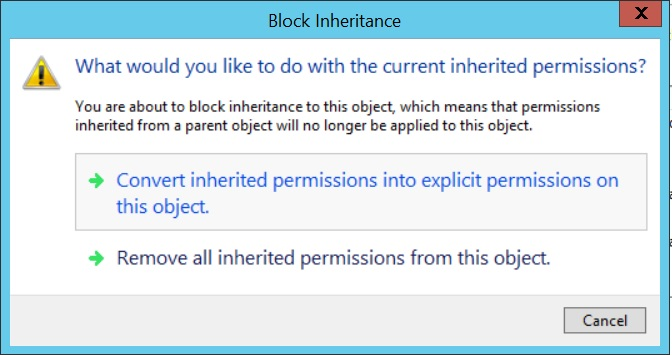 Block Inheritance
X
What would you like to do with the current inherited permissions?
You are about to block inheritance to this object, which means that permissions
inherited from a parent object will no longer be applied to this object.
Convert inherited permissions into explicit permissions on
this object.
Remove all inherited permissions from this object.
Cancel